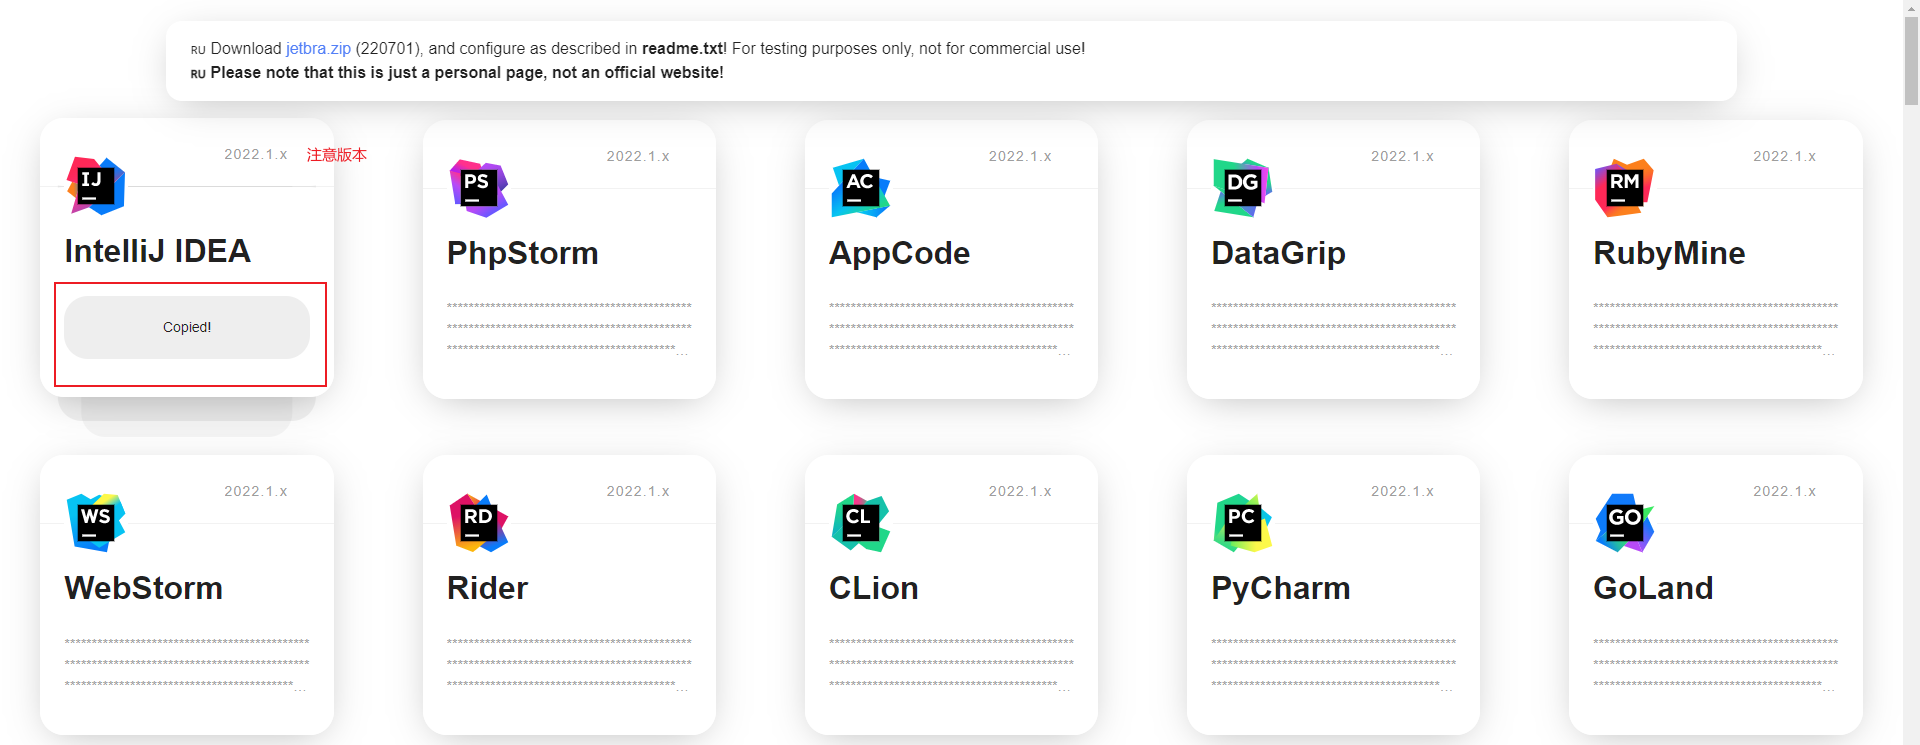 RU Download jetbra.zip (220701), and configure as described in readme.txt! For testing purposes only, not for commercial use!
RU Please note that this is just a personal page, not an official website!
2022.1.x 注意版本
IJ
IntelliJ IDEA
Copied!
2022.1.x
PS
PhpStorm
*********************************************
*********************************************
******************************************...
2022.1.x
AC
AppCode
*********************************************
*********************************************
******************************************...
2022.1.x
DG
DataGrip
*********************************************
*********************************************
******************************************...
2022.1.x
RM
RubyMine
*********************************************
*********************************************
******************************************...
2022.1.x
WS
WebStorm
*********************************************
*********************************************
******************************************...
2022.1.x
RD
Rider
*********************************************
*********************************************
******************************************...
2022.1.x
CL
CLion
*********************************************
*********************************************
******************************************...
2022.1.x
PC
PyCharm
*********************************************
*********************************************
******************************************...
2022.1.x
GO
GoLand
*********************************************
*********************************************
******************************************...